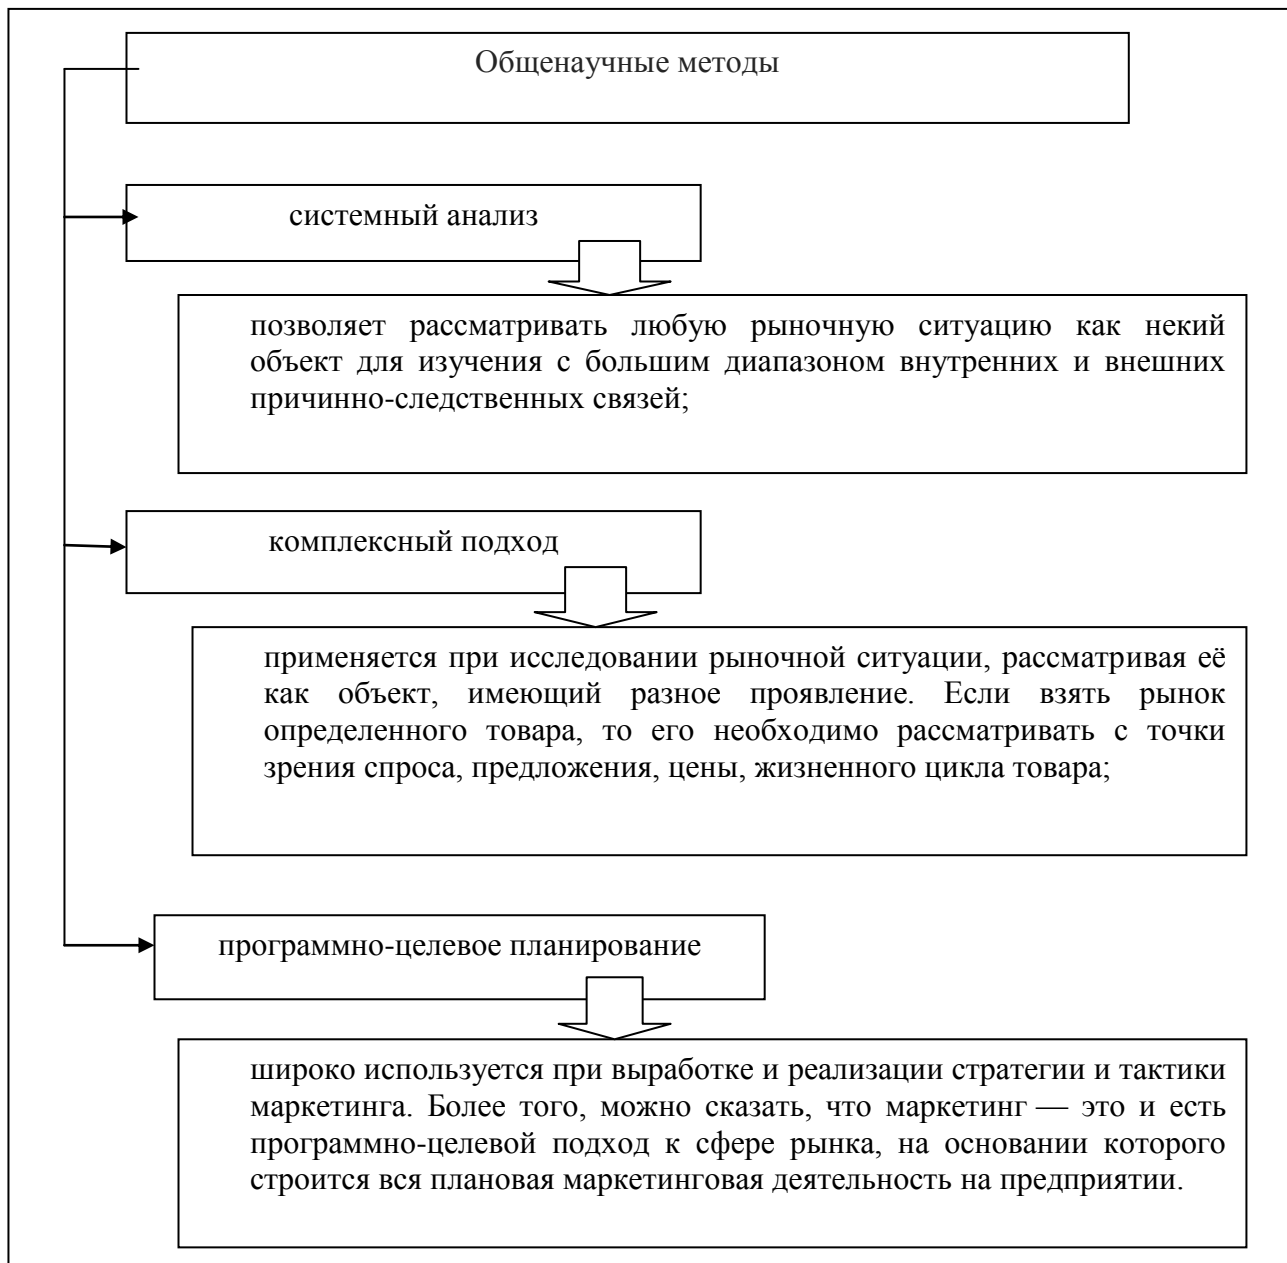 Общенаучные методы
системный анализ
позволяет рассматривать любую рыночную ситуацию как некий
объект для изучения с большим диапазоном внутренних и внешних
причинно-следственных связей;
комплексный подход
применяется при исследовании рыночной ситуации, рассматривая её
как объект, имеющий разное проявление. Если взять рынок
определенного товара, то его необходимо рассматривать с точки
зрения спроса, предложения, цены, жизненного цикла товара;
программно-целевое планирование
широко используется при выработке и реализации стратегии и тактики
маркетинга. Более того, можно сказать, что маркетинг — это и есть
программно-целевой подход к сфере рынка, на основании которого
строится вся плановая маркетинговая деятельность на предприятии.